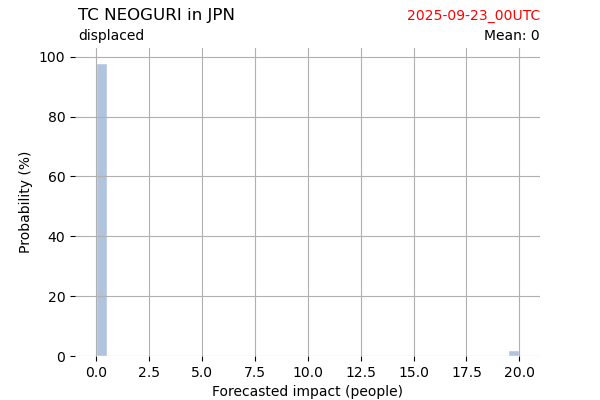 TC NEOGURI in JPN
2025-09-23_00UTC
displaced
Mean: 0
100
80
60
40
20
0
Probability (%)
0.0 2.5 5.0 7.5 10.0 12.5 15.0 17.5 20.0
Forecasted impact (people)